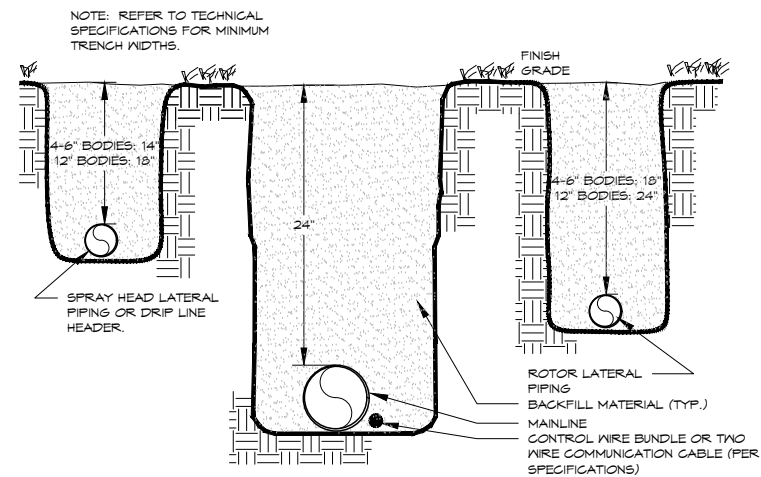 NOTE: REFER TO TECHNICAL
SPECIFICATIONS FOR MINIMUM
TRENCH WIDTHS.
FINISH
GRADE
4-6" BODIES: 14"
12" BODIES: 18"
24"
4-6" BODIES: 18"
12" BODIES: 24"
SPRAY HEAD LATERAL
PIPING OR DRIP LINE
HEADER.
ROTOR LATERAL
PIPING
BACKFILL MATERIAL (TYP.)
MAINLINE
CONTROL WIRE BUNDLE OR TWO
WIRE COMMUNICATION CABLE (PER
SPECIFICATIONS)